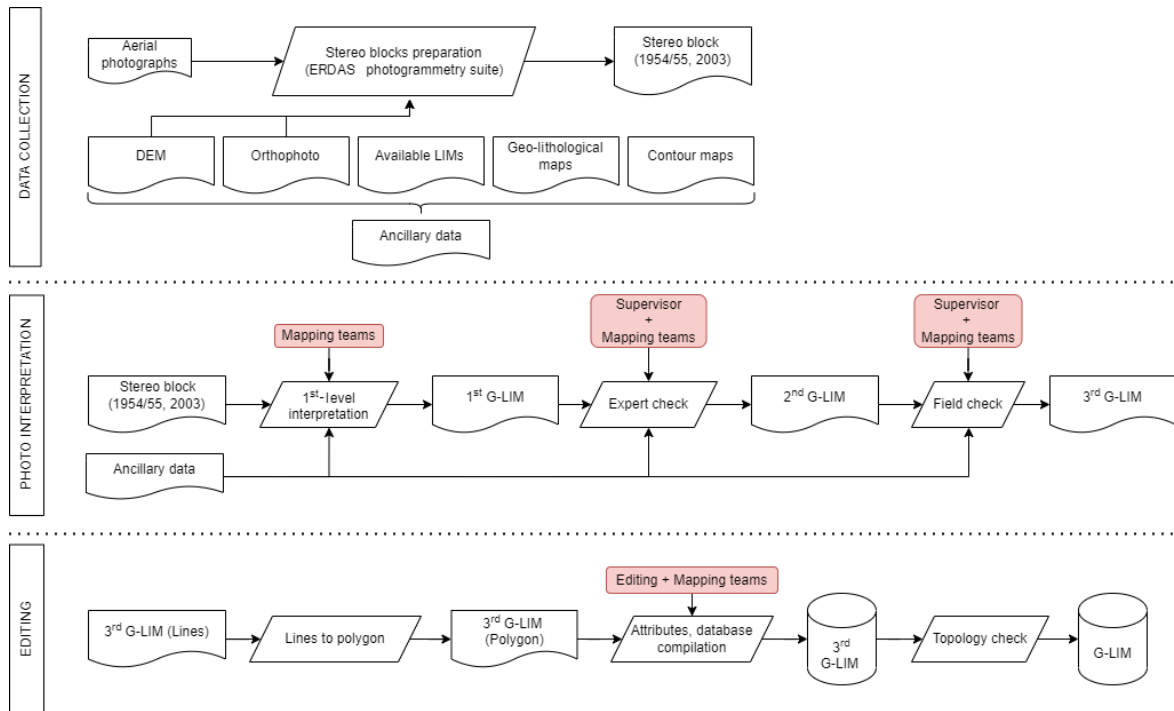 DATA COLLECTION
Aerial
photographs
Stereo blocks preparation
(ERDAS photogrammetry suite)
Stereo block
(1954/55, 2003)
DEM
Orthophoto
Available LIMs
Geo-lithological
maps
Contour maps
Ancillary data
PHOTO INTERPRETATION
Mapping teams
Supervisor
+
Mapping teams
Supervisor
+
Mapping teams
Stereo block
(1954/55, 2003)
1st-level
interpretation
1st G-LIM
Expert check
2nd G-LIM
Field check
3rd G-LIM
Ancillary data
EDITING
Editing + Mapping teams
3rd G-LIM (Lines)
Lines to polygon
3rd G-LIM
(Polygon)
Attributes, database
compilation
3rd
G-LIM
Topology check
G-LIM